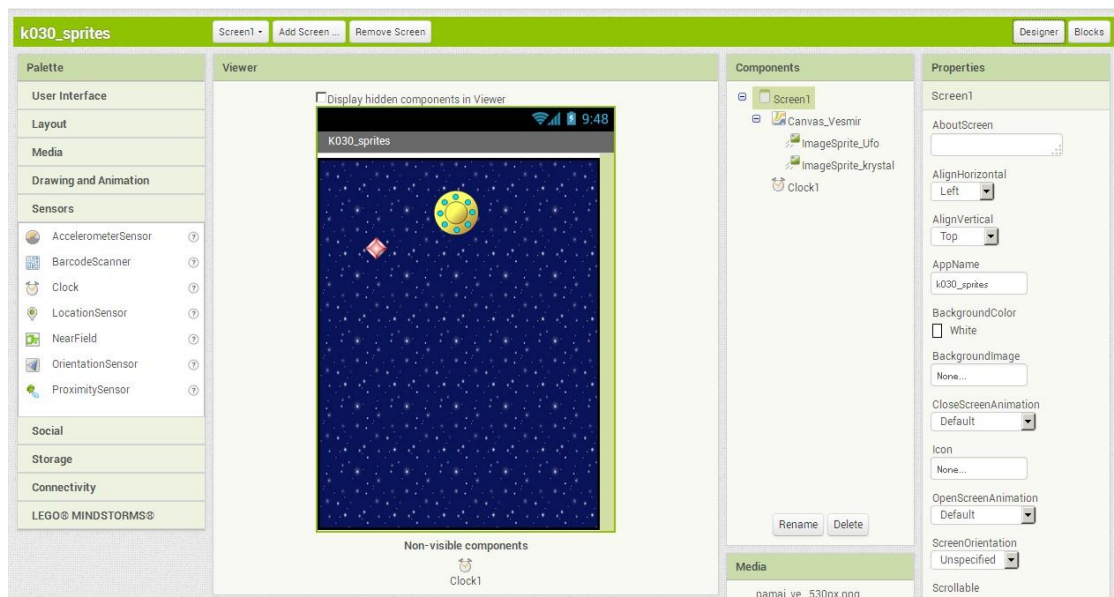 k030_sprites
Screen1
Add Screen ...
Remove Screen
Designer
Blocks
Palette
User Interface
Layout
Media
Drawing and Animation
Sensors
AccelerometerSensor
BarcodeScanner
Clock
LocationSensor
NearField
OrientationSensor
ProximitySensor
Social
Storage
Connectivity
LEGO® MINDSTORMS®
Viewer
Display hidden components in Viewer
9:48
K030_sprites
Non-visible components
Clock1
Components
Screen1
Canvas_Vesmir
ImageSprite_Ufo
ImageSprite_krystal
Clock1
Rename
Delete
Media
Properties
Screen1
AboutScreen
AlignHorizontal
Left
AlignVertical
Top
AppName
k030_sprites
BackgroundColor
White
BackgroundImage
None...
CloseScreenAnimation
Default
Icon
None...
OpenScreenAnimation
Default
ScreenOrientation
Unspecified
Scrollable